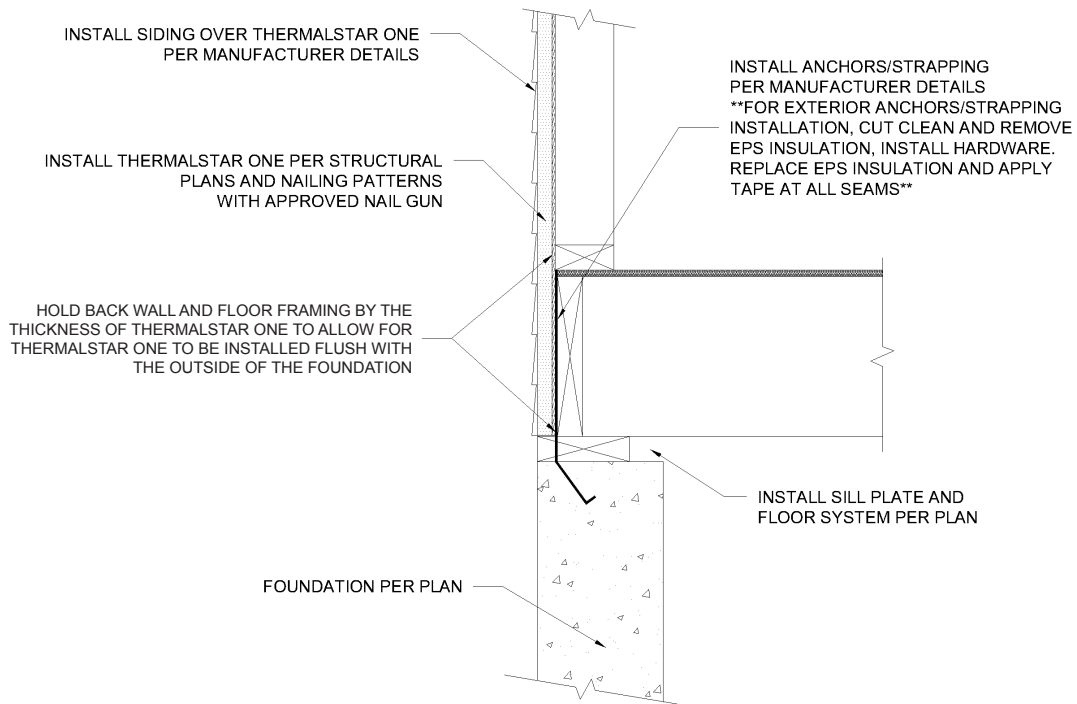 INSTALL SIDING OVER THERMALSTAR ONE
PER MANUFACTURER DETAILS
INSTALL THERMALSTAR ONE PER STRUCTURAL
PLANS AND NAILING PATTERNS
WITH APPROVED NAIL GUN
HOLD BACK WALL AND FLOOR FRAMING BY THE
THICKNESS OF THERMALSTAR ONE TO ALLOW FOR
THERMALSTAR ONE TO BE INSTALLED FLUSH WITH
THE OUTSIDE OF THE FOUNDATION
FOUNDATION PER PLAN
INSTALL ANCHORS/STRAPPING
PER MANUFACTURER DETAILS
**FOR EXTERIOR ANCHORS/STRAPPING
INSTALLATION, CUT CLEAN AND REMOVE
EPS INSULATION, INSTALL HARDWARE.
REPLACE EPS INSULATION AND APPLY
TAPE AT ALL SEAMS**
INSTALL SILL PLATE AND
FLOOR SYSTEM PER PLAN